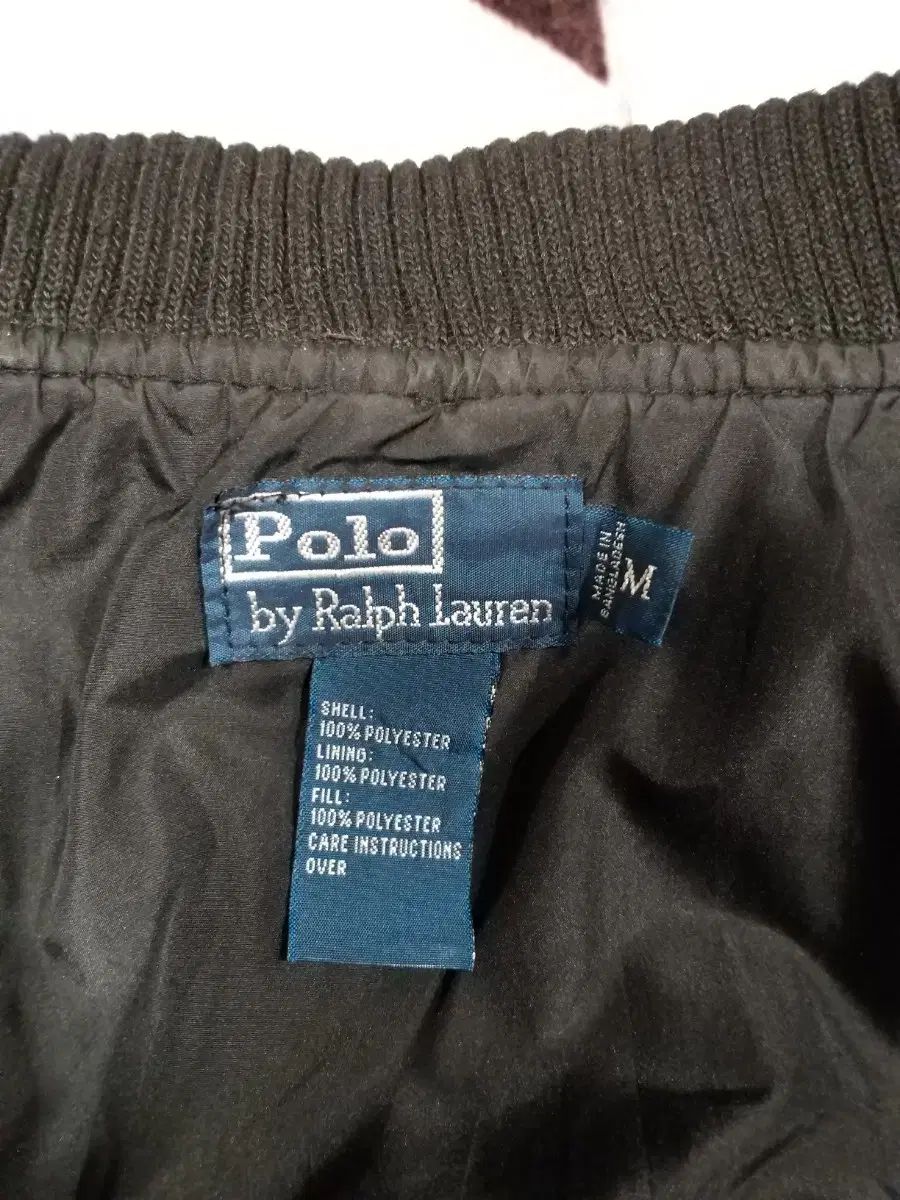 Polo
by Ralph Lauren
MADE IN
BANGLADESH
M
SHELL:
100% POLYESTER
LINING:
100% POLYESTER
FILL:
100% POLYESTER
CARE INSTRUCTIONS
OVER